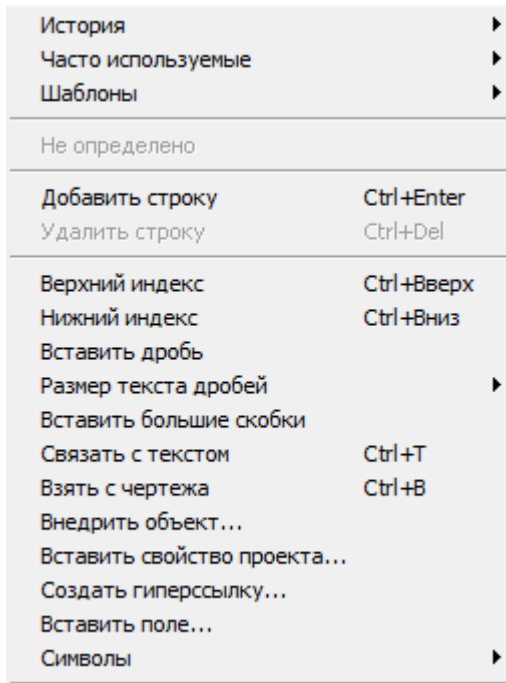 История
Часто используемые
Шаблоны
Не определено
Добавить строку Ctrl+Enter
Удалить строку Ctrl+Del
Верхний индекс Ctrl+Вверх
Нижний индекс Ctrl+Вниз
Вставить дробь
Размер текста дробей
Вставить большие скобки
Связать с текстом Ctrl+T
Взять с чертежа Ctrl+B
Внедрить объект...
Вставить свойство проекта...
Создать гиперссылку...
Вставить поле...
Символы